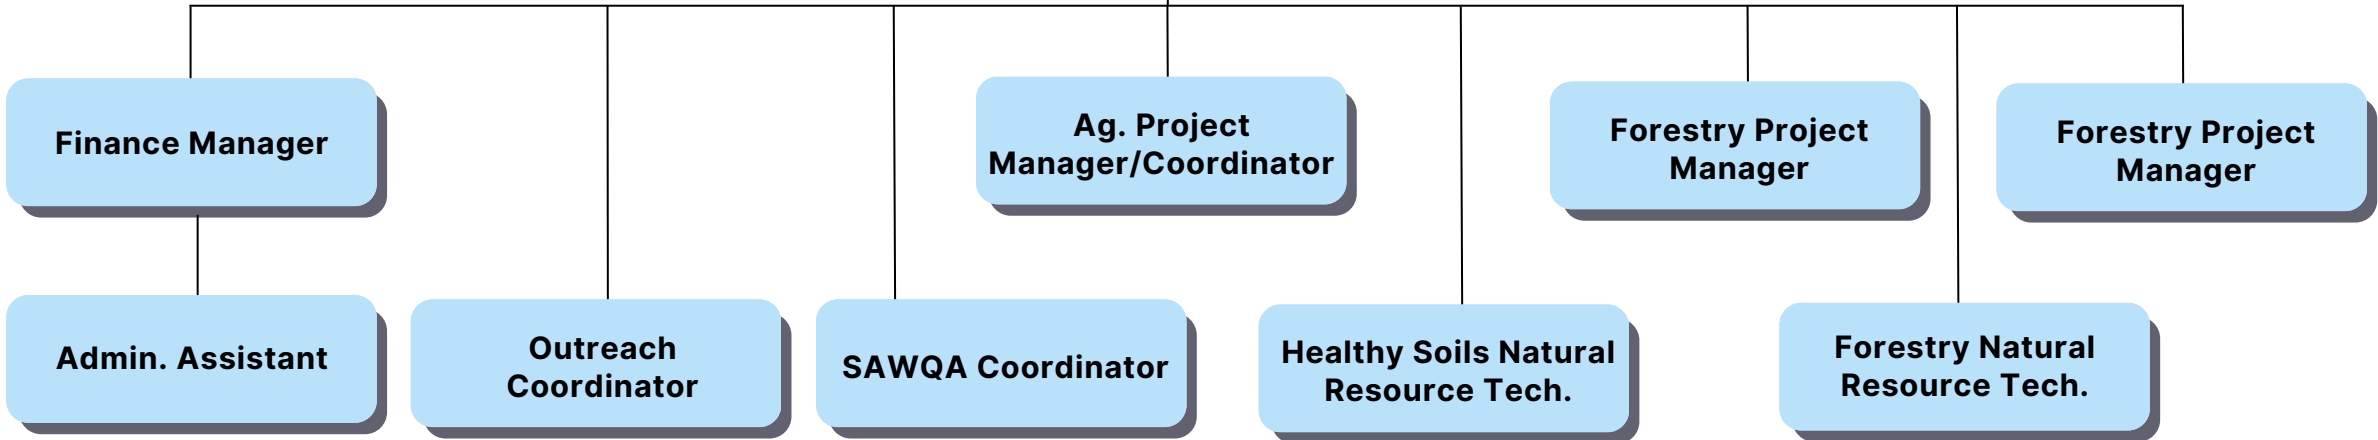 Finance Manager
Ag. Project
Manager/Coordinator
Forestry Project
Manager
Forestry Project
Manager
Admin. Assistant
Outreach
Coordinator
SAWQA Coordinator
Healthy Soils Natural
Resource Tech.
Forestry Natural
Resource Tech.